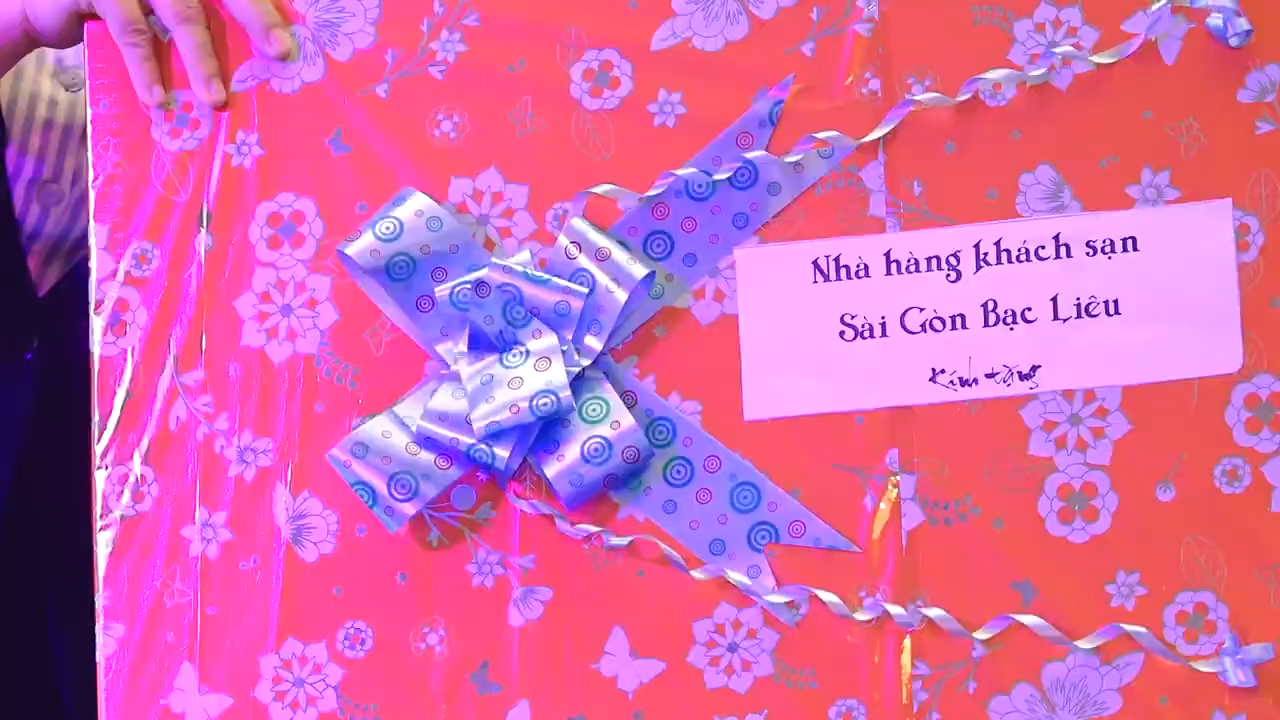 Nhà hàng khách sạn
Sài Gòn Bạc Liêu
Kính tặng